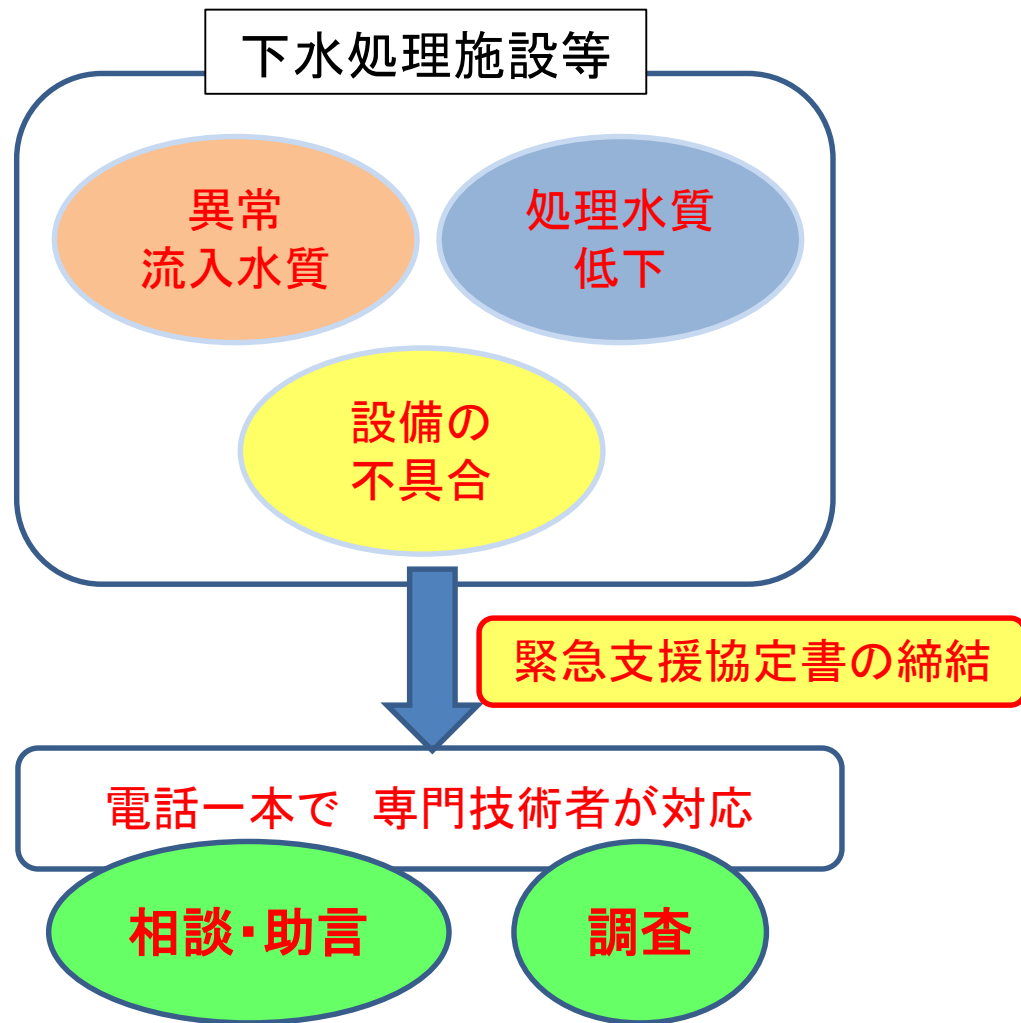 下水処理施設等
異常
流入水質
処理水質
低下
設備の
不具合
緊急支援協定書の締結
電話一本で　専門技術者が対応
相談・助言
調査